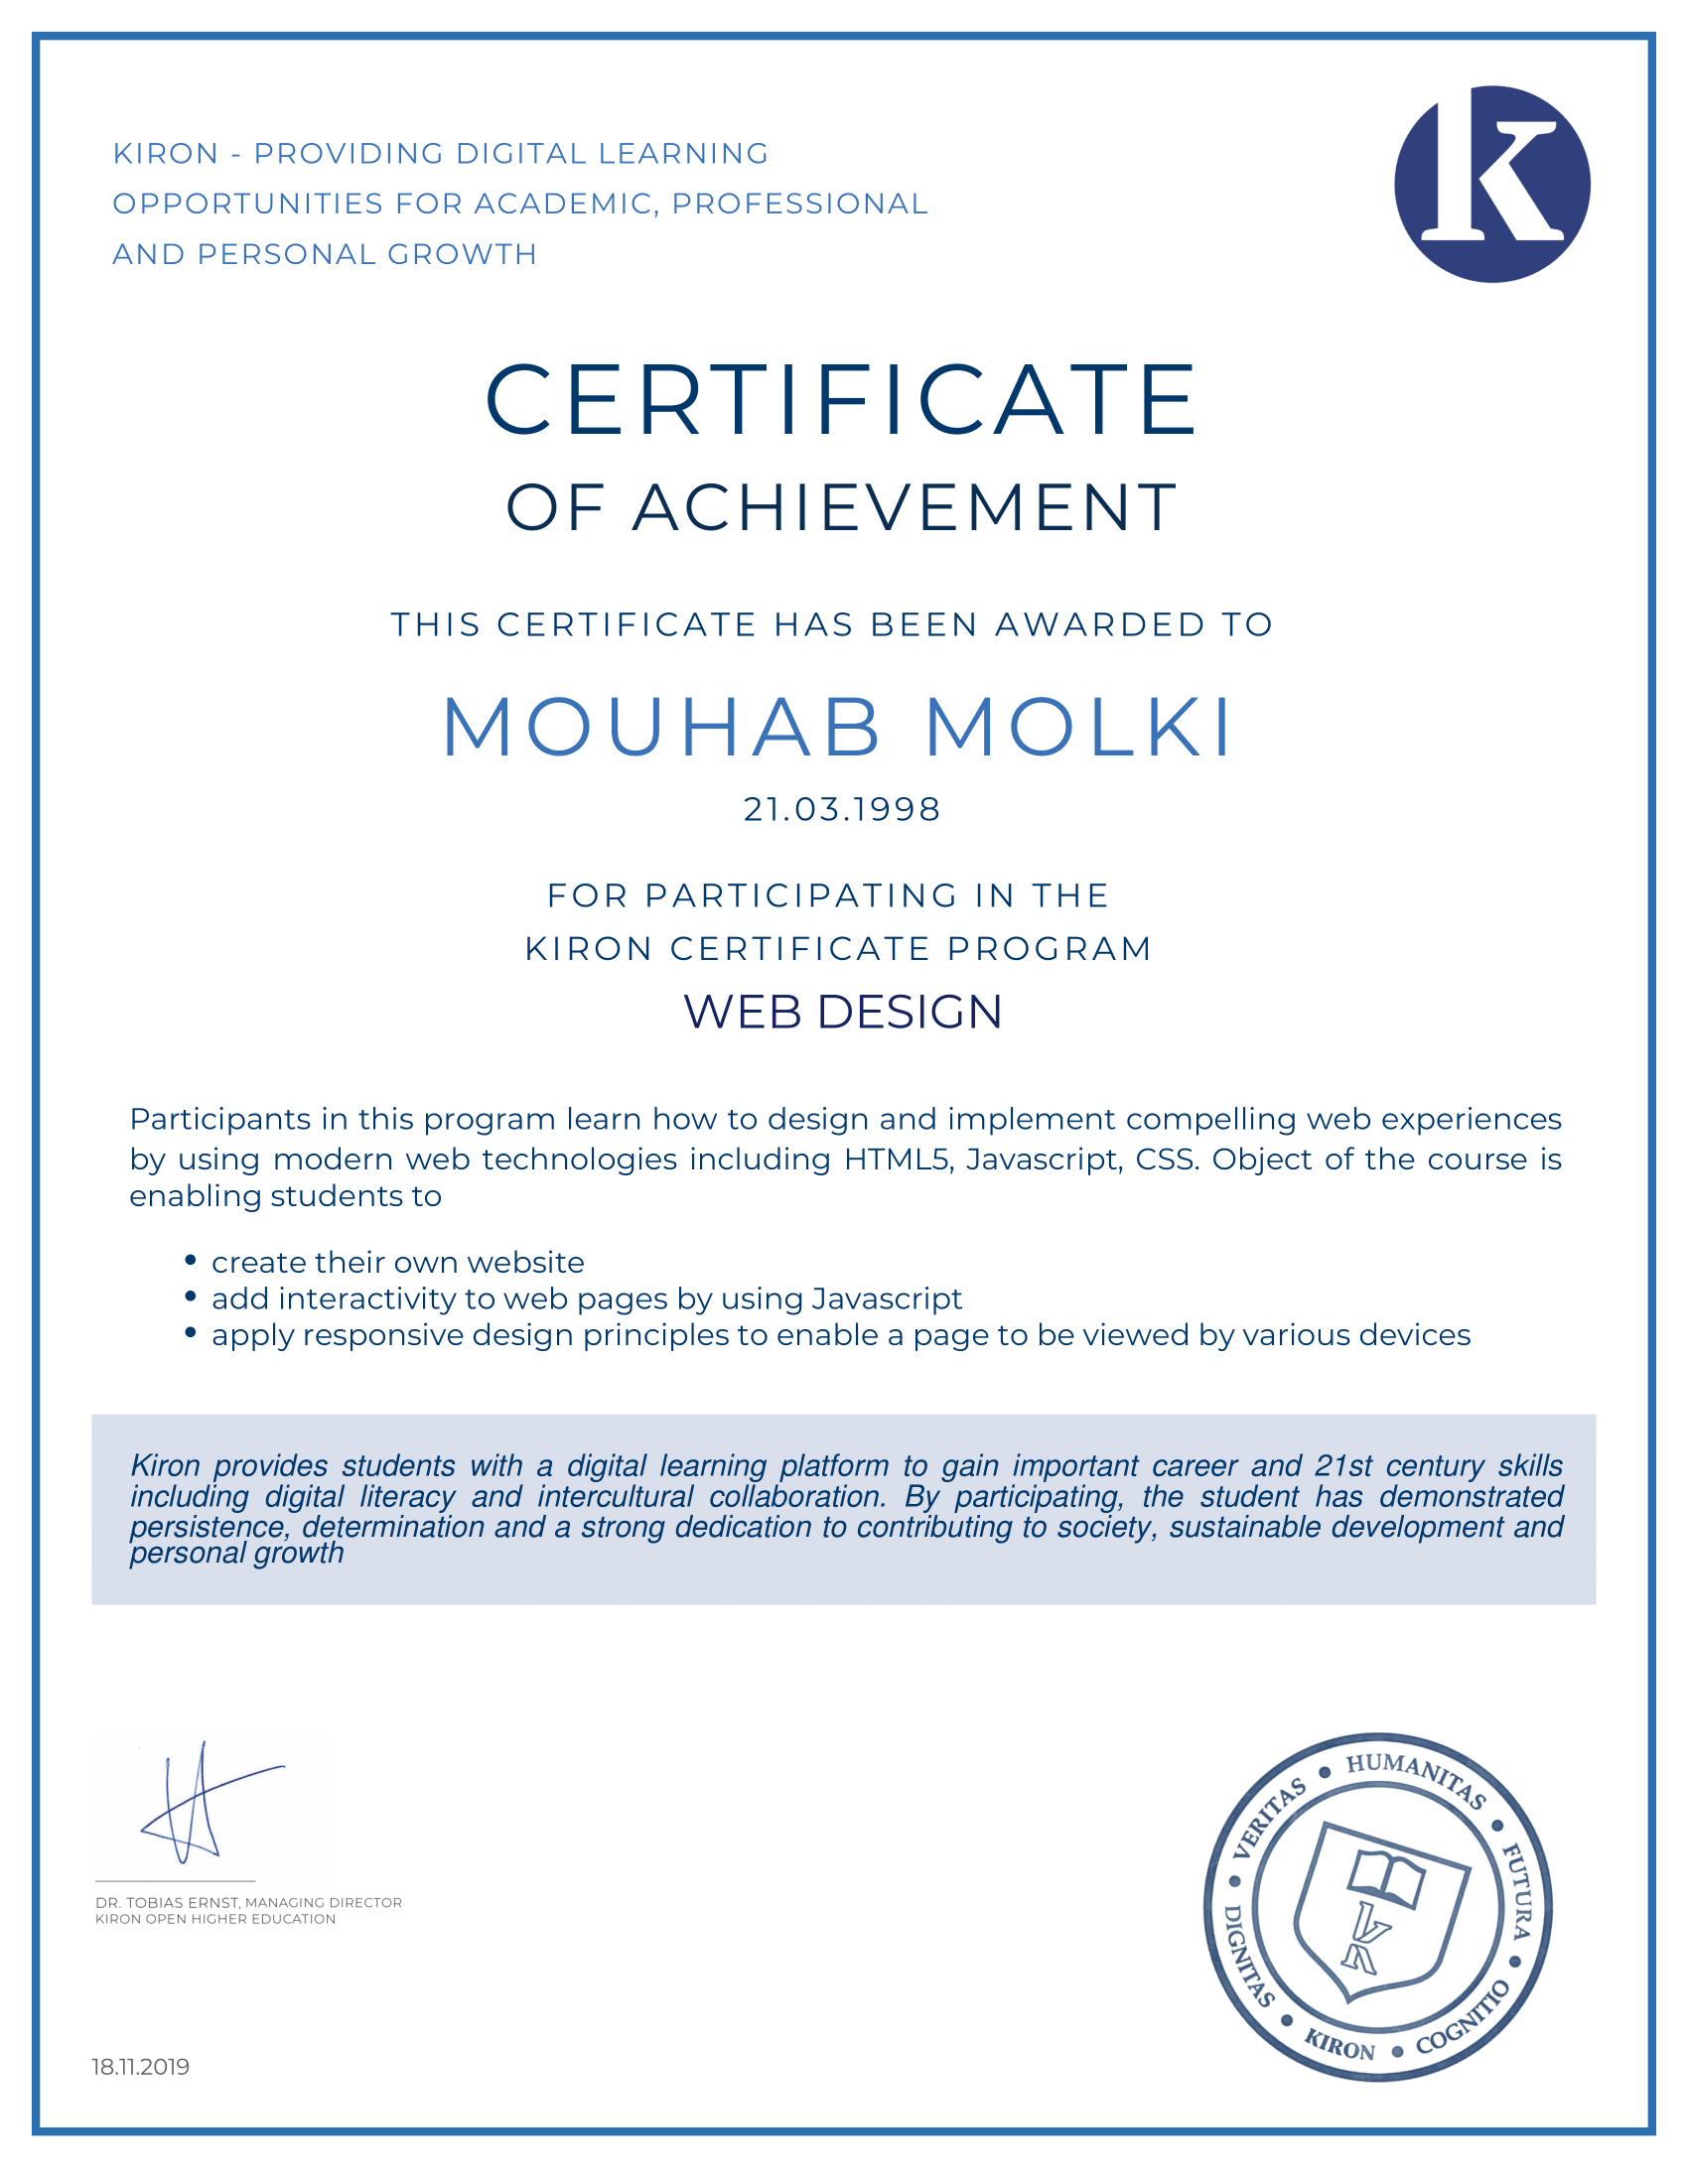 KIRON - PROVIDING DIGITAL LEARNING
OPPORTUNITIES FOR ACADEMIC, PROFESSIONAL
AND PERSONAL GROWTH
K
CERTIFICATE
OF ACHIEVEMENT
THIS CERTIFICATE HAS BEEN AWARDED TO
MOUHAB MOLKI
21.03.1998
FOR PARTICIPATING IN THE
KIRON CERTIFICATE PROGRAM
WEB DESIGN
Participants in this program learn how to design and implement compelling web experiences
by using modern web technologies including HTML5, Javascript, CSS. Object of the course is
enabling students to
• create their own website
• add interactivity to web pages by using Javascript
• apply responsive design principles to enable a page to be viewed by various devices
Kiron provides students with a digital learning platform to gain important career and 21st century skills
including digital literacy and intercultural collaboration. By participating, the student has demonstrated
persistence, determination and a strong dedication to contributing to society, sustainable development and
personal growth
DR. TOBIAS ERNST, MANAGING DIRECTOR
KIRON OPEN HIGHER EDUCATION
VERITAS • HUMANITAS • FUTURA • COGNITIO • KIRON • DIGNITAS •
18.11.2019